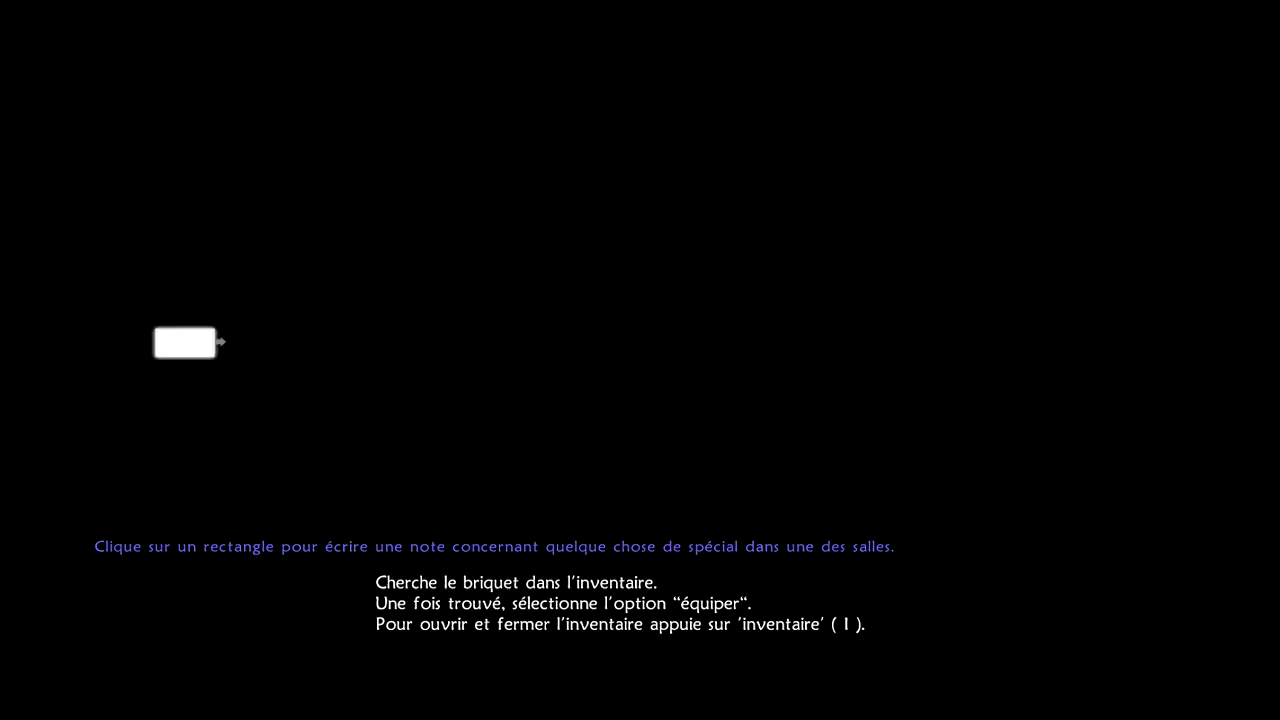 Clique sur un rectangle pour écrire une note concernant quelque chose de spécial dans une des salles.
Cherche le briquet dans l'inventaire.
Une fois trouvé, sélectionne l'option “équiper“.
Pour ouvrir et fermer l'inventaire appuie sur 'inventaire' ( I ).